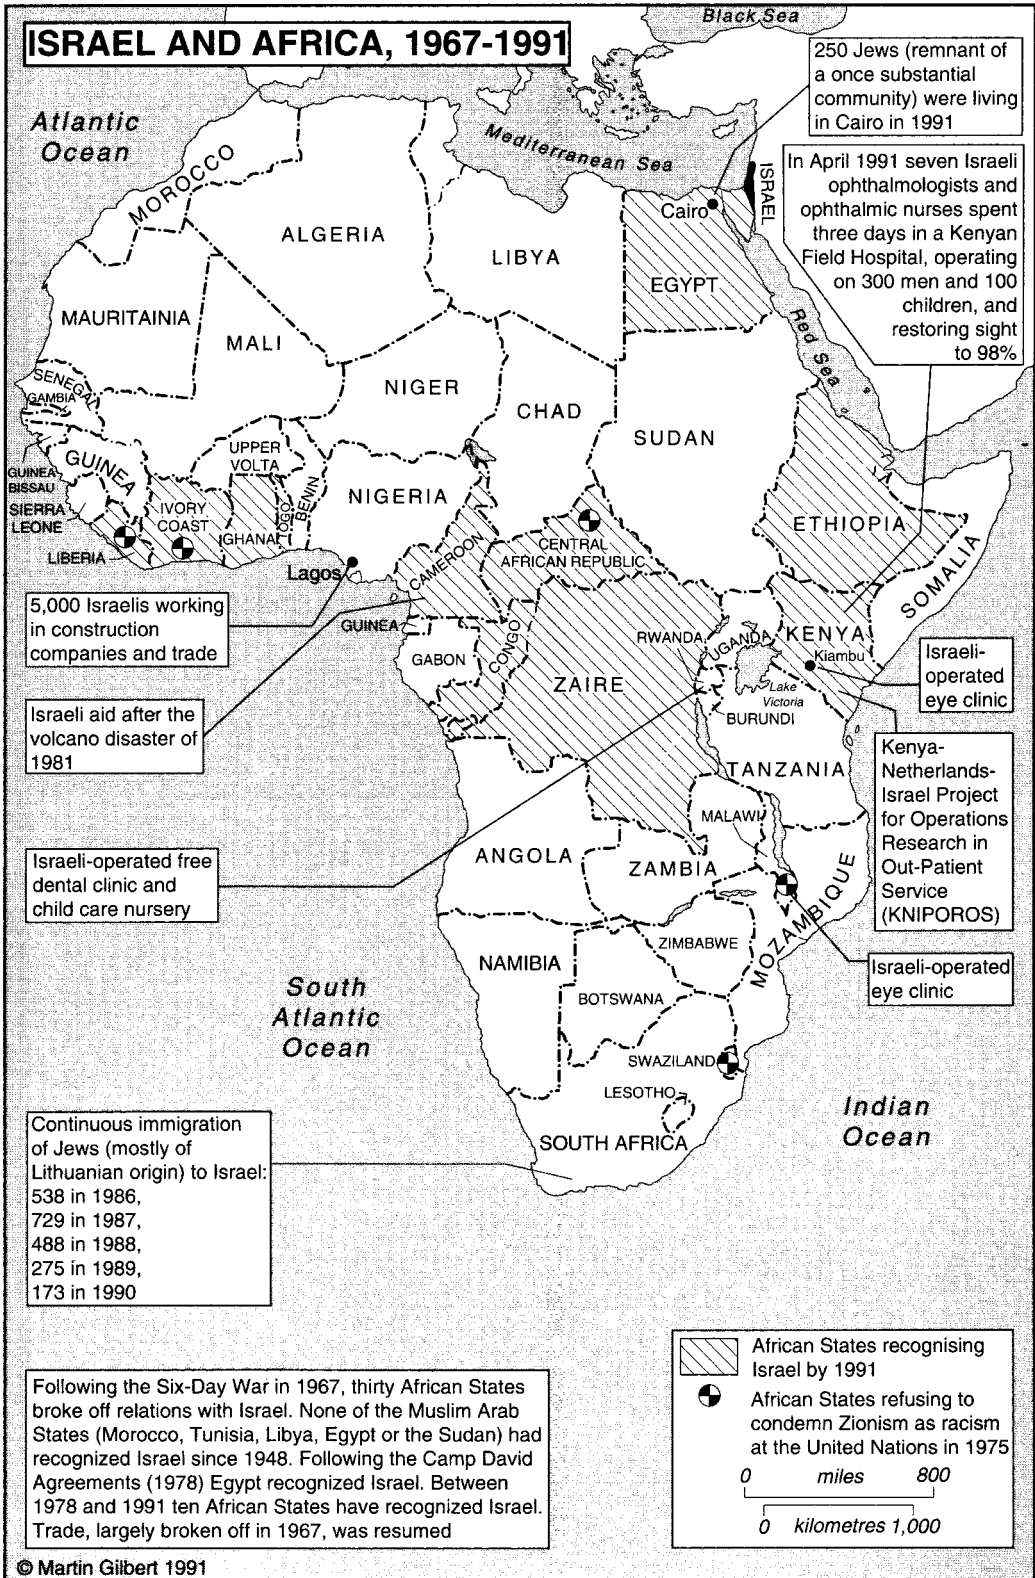 ISRAEL AND AFRICA, 1967-1991
Black Sea
250 Jews (remnant of
a once substantial
community) were living
in Cairo in 1991
Atlantic
Ocean
Mediterranean Sea
In April 1991 seven Israeli
ophthalmologists and
ophthalmic nurses spent
three days in a Kenyan
Field Hospital, operating
on 300 men and 100
children, and
restoring sight
to 98%
ISRAEL
Cairo
MOROCCO
ALGERIA
LIBYA
EGYPT
Red Sea
MAURITAINIA
MALI
NIGER
CHAD
SUDAN
SENEGAL
GAMBIA
GUINEA
BISSAU
GUINEA
SIERRA
LEONE
LIBERIA
IVORY
COAST
UPPER
VOLTA
GHANA
TOGO
BENIN
NIGERIA
Lagos
CAMEROON
CENTRAL
AFRICAN REPUBLIC
ETHIOPIA
SOMALIA
5,000 Israelis working
in construction
companies and trade
GUINEA
GABON
CONGO
ZAIRE
RWANDA
UGANDA
KENYA
Kiambu
Lake
Victoria
BURUNDI
Israeli-
operated
eye clinic
Israeli aid after the
volcano disaster of
1981
TANZANIA
Kenya-
Netherlands-
Israel Project
for Operations
Research in
Out-Patient
Service
(KNIPOROS)
MALAWI
ANGOLA
ZAMBIA
Israeli-operated free
dental clinic and
child care nursery
MOZAMBIQUE
ZIMBABWE
NAMIBIA
BOTSWANA
Israeli-operated
eye clinic
South
Atlantic
Ocean
SWAZILAND
LESOTHO
SOUTH AFRICA
Indian
Ocean
Continuous immigration
of Jews (mostly of
Lithuanian origin) to Israel:
538 in 1986,
729 in 1987,
488 in 1988,
275 in 1989,
173 in 1990
African States recognising
Israel by 1991
African States refusing to
condemn Zionism as racism
at the United Nations in 1975
0 miles 800
0 kilometres 1,000
Following the Six-Day War in 1967, thirty African States
broke off relations with Israel. None of the Muslim Arab
States (Morocco, Tunisia, Libya, Egypt or the Sudan) had
recognized Israel since 1948. Following the Camp David
Agreements (1978) Egypt recognized Israel. Between
1978 and 1991 ten African States have recognized Israel.
Trade, largely broken off in 1967, was resumed
© Martin Gilbert 1991